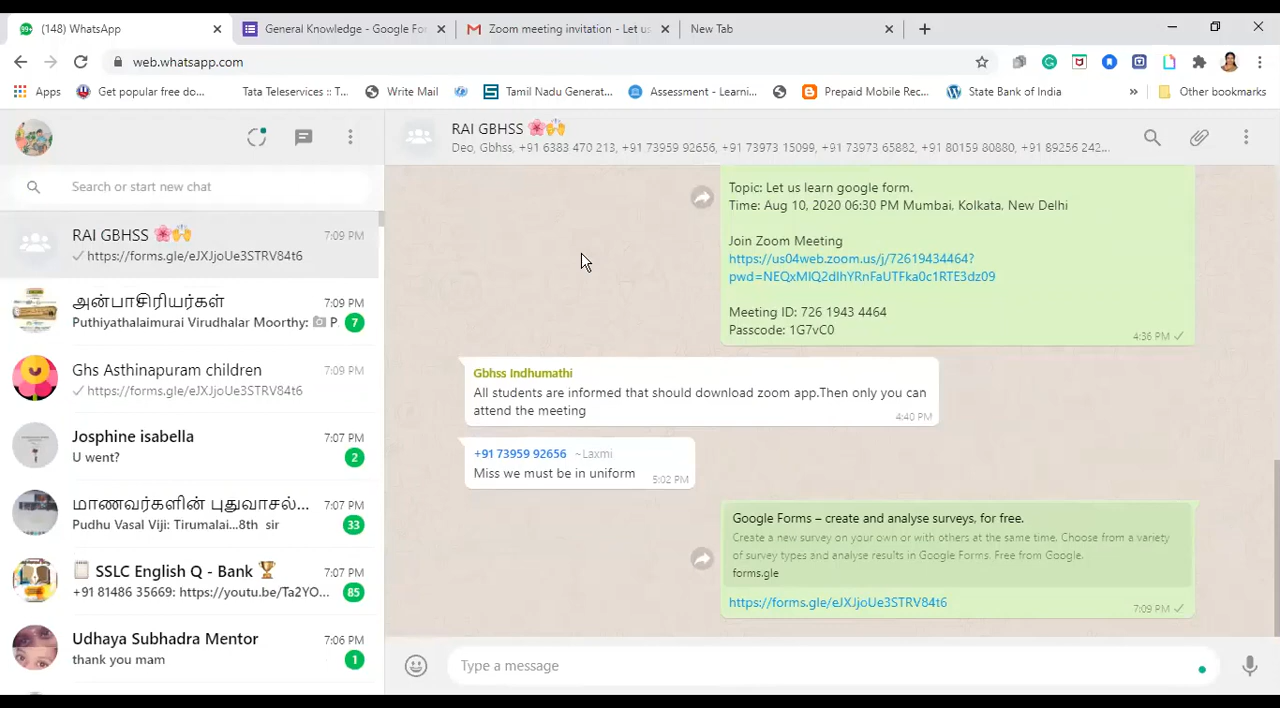 (148) WhatsApp
General Knowledge - Google Fo
Zoom meeting invitation - Let us
New Tab
web.whatsapp.com
Apps
Get popular free do...
Tata Teleservices :: T...
Write Mail
Tamil Nadu Generat...
Assessment - Learni...
Prepaid Mobile Rec...
State Bank of India
»
Other bookmarks
Search or start new chat
RAI GBHSS 🌸🙌
7:09 PM
https://forms.gle/eJXJjoUe3STRV84t6
அன்பாசிரியர்கள்
7:09 PM
Puthiyathalaimurai Virudhalar Moorthy: 📷 P
7
Ghs Asthinapuram children
7:09 PM
https://forms.gle/eJXJjoUe3STRV84t6
Josphine isabella
7:07 PM
U went?
2
மாணவர்களின் புதுவாசல்...
7:07 PM
Pudhu Vasal Viji: Tirumalai...8th sir
33
🗒 SSLC English Q - Bank 🏆
7:07 PM
+91 81486 35669: https://youtu.be/Ta2YO...
85
Udhaya Subhadra Mentor
7:06 PM
thank you mam
1
RAI GBHSS 🌸🙌
Deo, Gbhss, +91 6383 470 213, +91 73959 92656, +91 73973 15099, +91 73973 65882, +91 80159 80880, +91 89256 242...
Topic: Let us learn google form.
Time: Aug 10, 2020 06:30 PM Mumbai, Kolkata, New Delhi
Join Zoom Meeting
https://us04web.zoom.us/j/72619434464?
pwd=NEQxMlQ2dlhYRnFaUTFka0c1RTE3dz09
Meeting ID: 726 1943 4464
Passcode: 1G7vC0
4:36 PM
Gbhss Indhumathi
All students are informed that should download zoom app.Then only you can
attend the meeting
4:40 PM
+91 73959 92656 ~Laxmi
Miss we must be in uniform
5:02 PM
Google Forms – create and analyse surveys, for free.
Create a new survey on your own or with others at the same time. Choose from a variety
of survey types and analyse results in Google Forms. Free from Google.
forms.gle
https://forms.gle/eJXJjoUe3STRV84t6
7:09 PM
Type a message